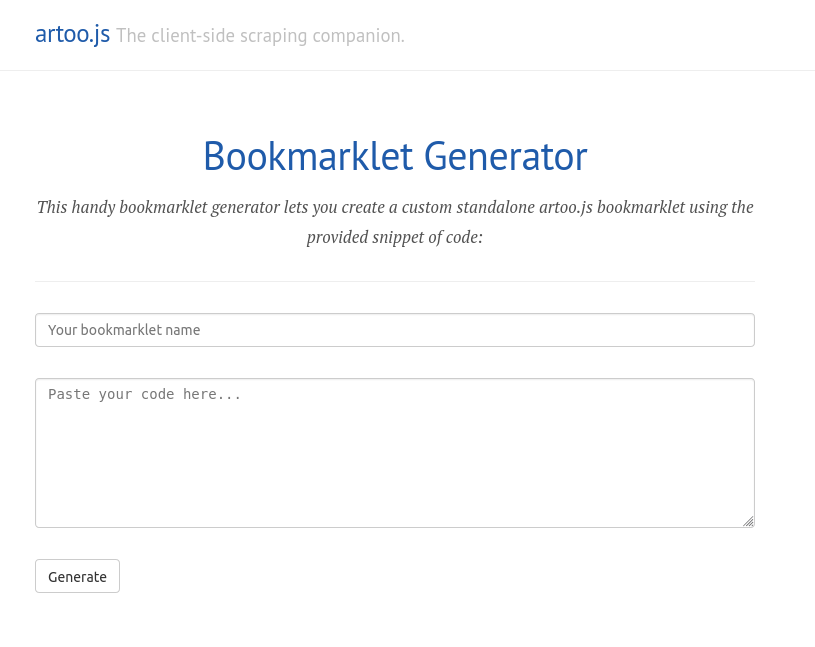 artoo.js The client-side scraping companion.
Bookmarklet Generator
This handy bookmarklet generator lets you create a custom standalone artoo.js bookmarklet using the
provided snippet of code:
Your bookmarklet name
Paste your code here...
Generate